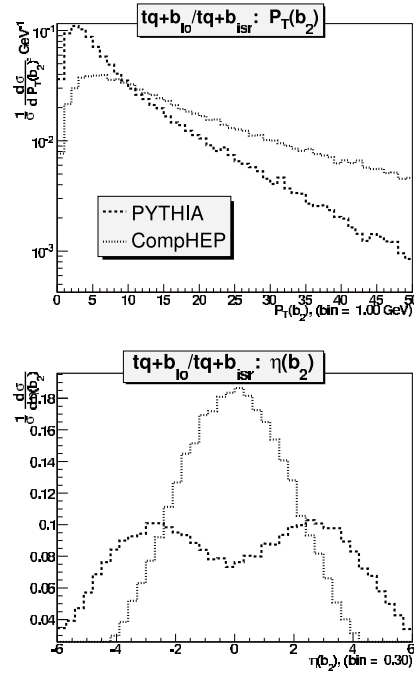 tq+b_lo/tq+b_isr : P_T(b_2)
1/σ dσ/d P_T(b_2), GeV^-1
10^-1
10^-2
10^-3
PYTHIA
CompHEP
0 5 10 15 20 25 30 35 40 45 50
P_T(b_2), (bin = 1.00 GeV)
tq+b_lo/tq+b_isr : η(b_2)
1/σ dσ/dη(b_2)
0.18
0.16
0.14
0.12
0.1
0.08
0.06
0.04
-6 -4 -2 0 2 4 6
η(b_2), (bin = 0.30)